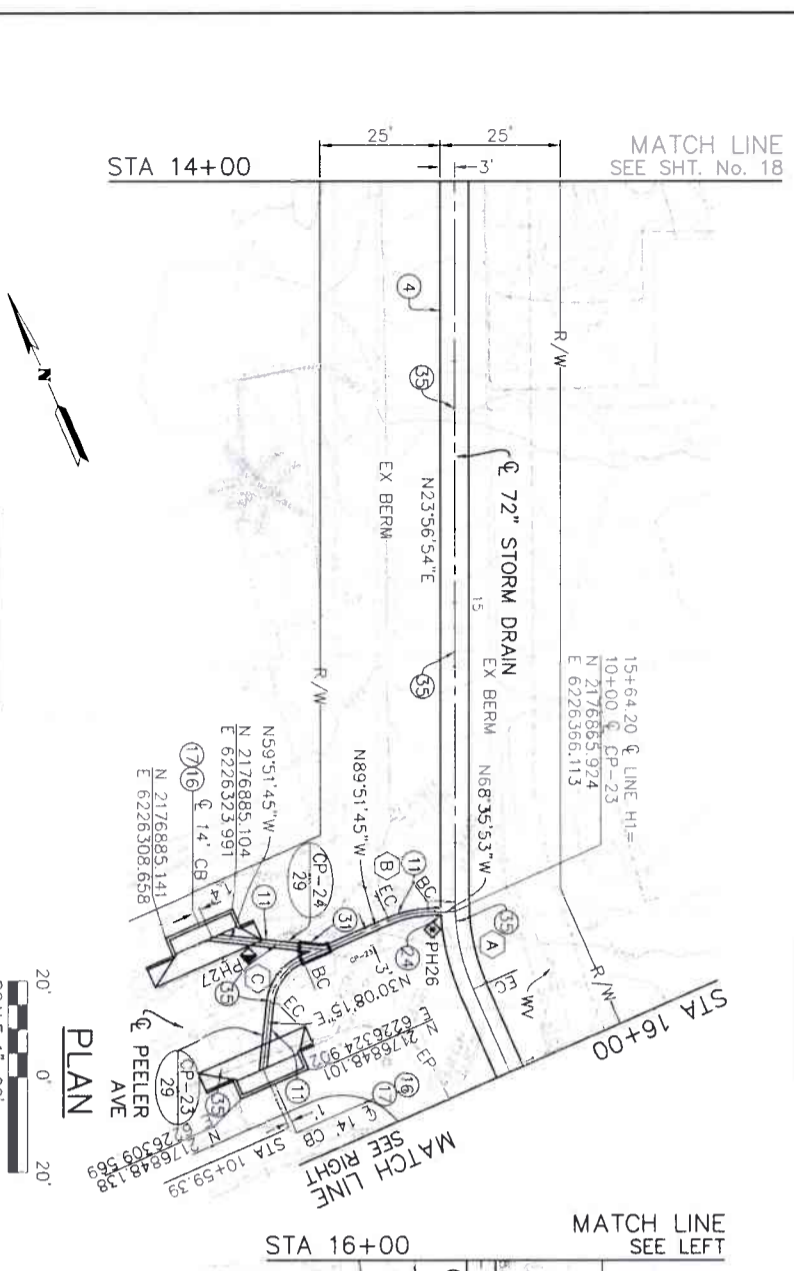 25'
25'
3'
MATCH LINE
SEE SHT. No. 18
STA 14+00
4
35
R/W
EX BERM
N23°56'54"E
℄ 72" STORM DRAIN
15
EX BERM
35
R/W
15+64.20 ℄ LINE H1=
10+00 ℄ CP-23
N 2176865.924
E 6226366.113
N68°35'53"W
N89°51'45"W
N59°51'45"W
N 2176885.104
E 6226323.991
17 16
℄ 14' CB
N 2176885.141
E 6226308.658
CP-24
29
11
31
B
EC
11
BC
24
PH26
35
A
EC
WV
R/W
STA 16+00
PH27
C
35
BC
EC
3'
N30°08'15"E
N
E
2176848.101
6226324.902
EP
11
16
17
℄ 14' CB
1'
STA 10+59.39
35
N 2176848.138
6226309.569
CP-23
29
℄ PEELER
AVE
PLAN
20'
0'
20'
N
MATCH LINE
SEE RIGHT
MATCH LINE
SEE LEFT
STA 16+00